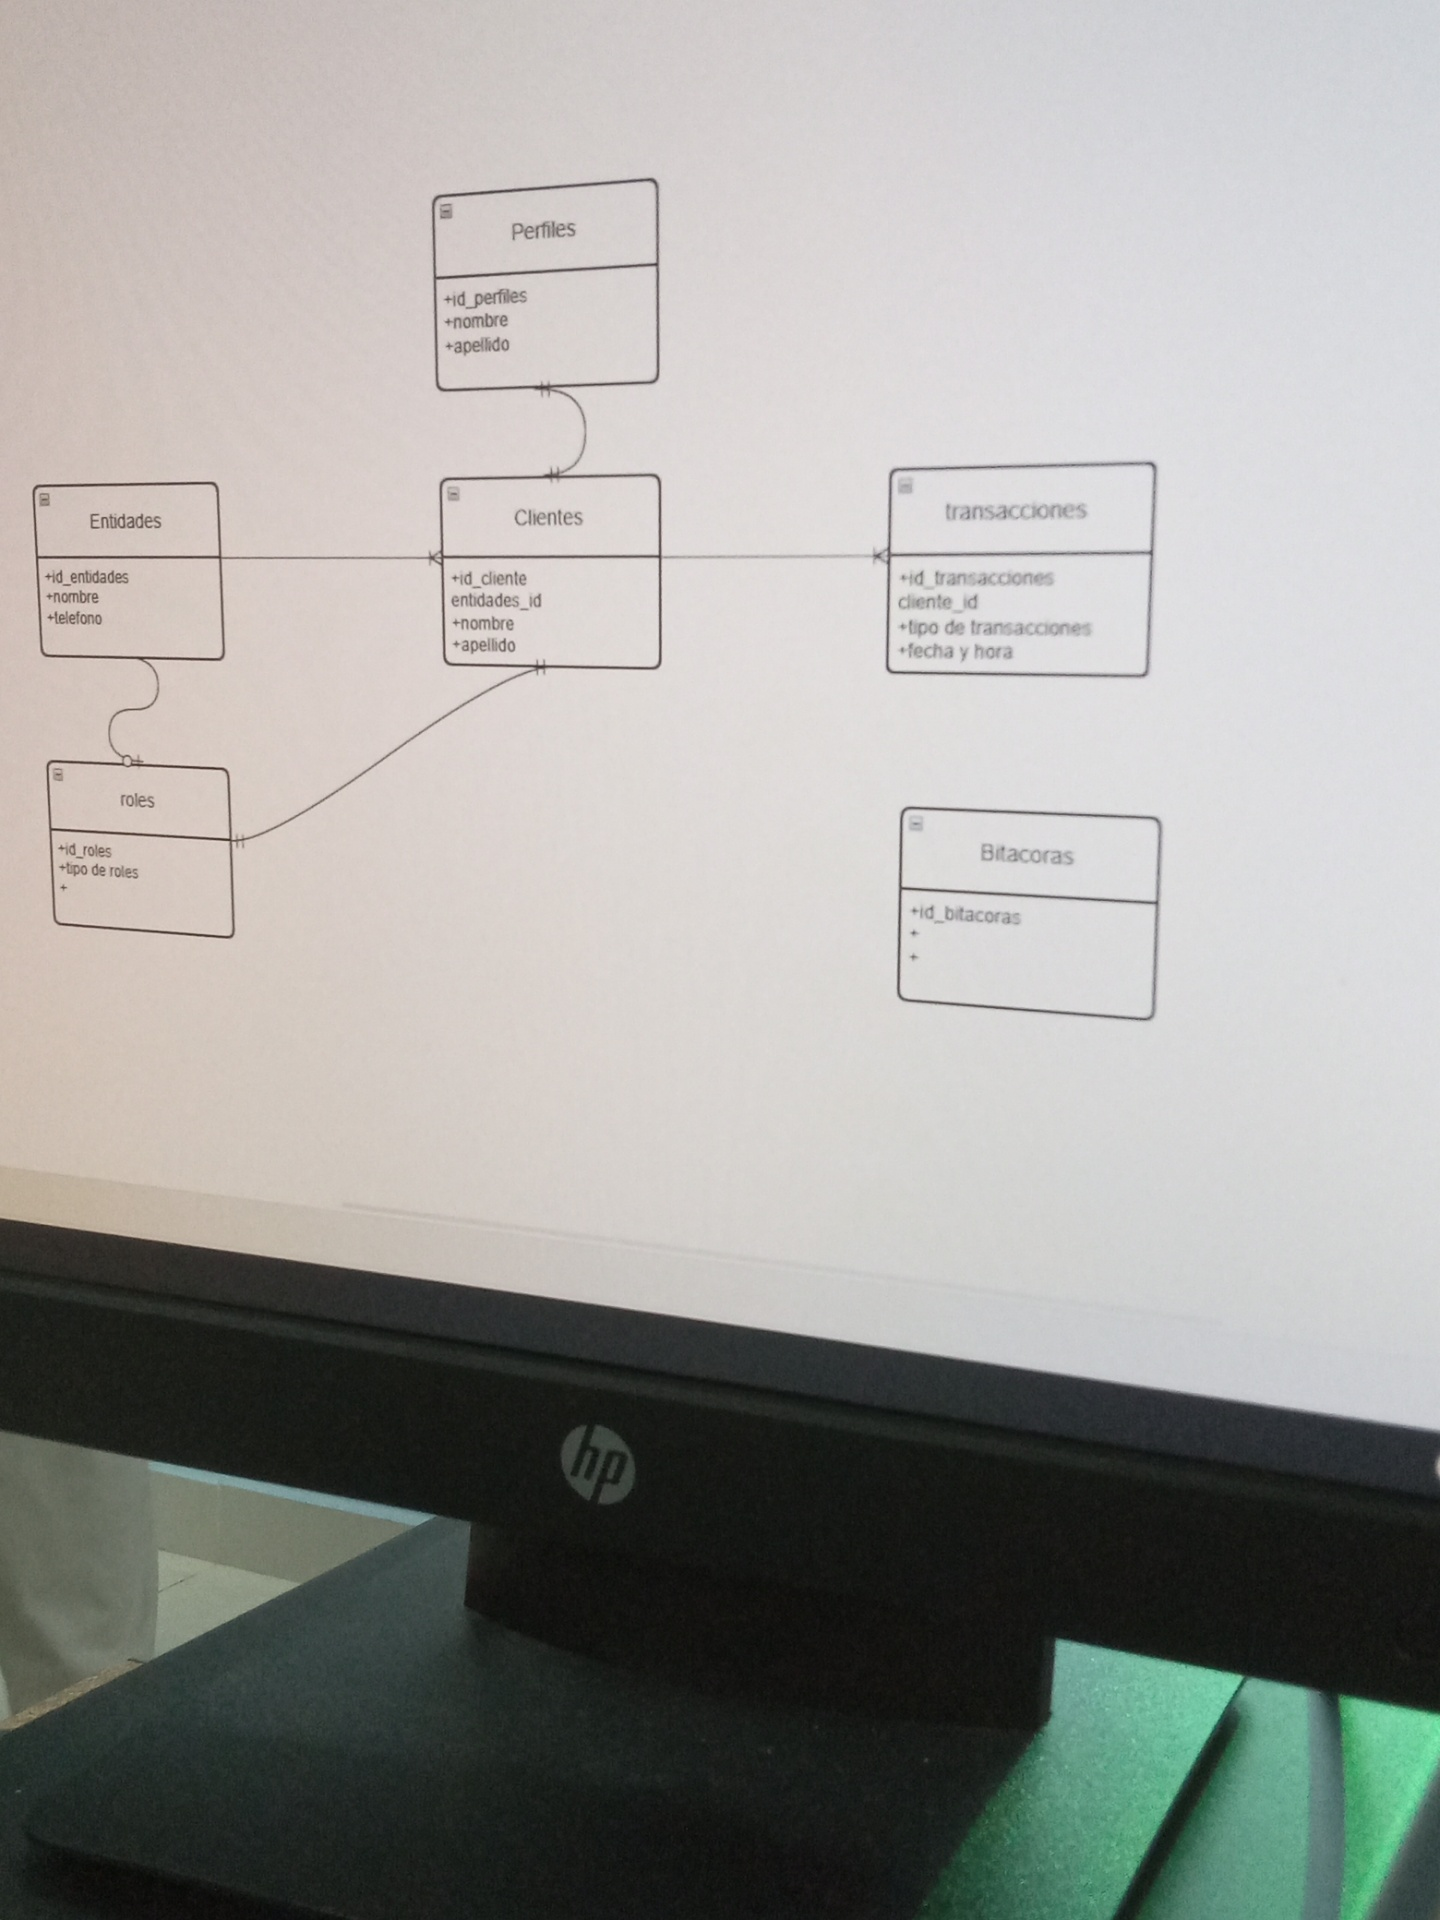 Perfiles
+id_perfiles
+nombre
+apellido
Entidades
+id_entidades
+nombre
+telefono
Clientes
+id_cliente
entidades_id
+nombre
+apellido
transacciones
+id_transacciones
cliente_id
+tipo de transacciones
+fecha y hora
roles
+id_roles
+tipo de roles
+
Bitacoras
+id_bitacoras
+
+
hp